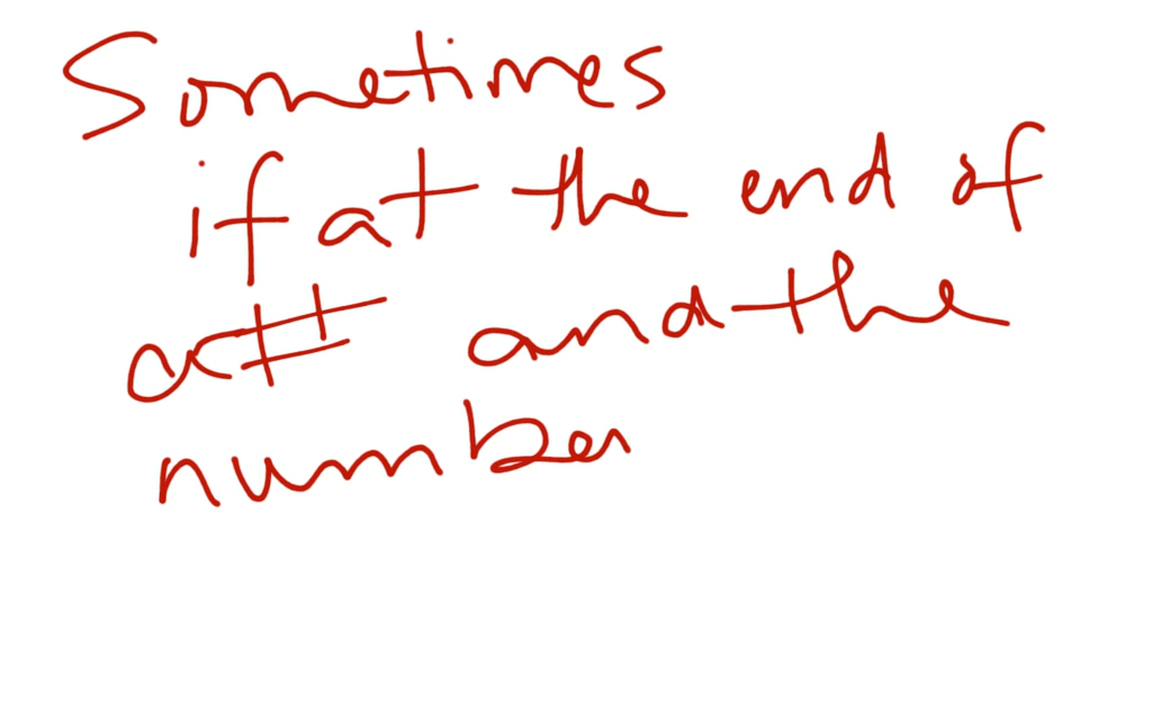 Sometimes
if at the end of
a# and the
number